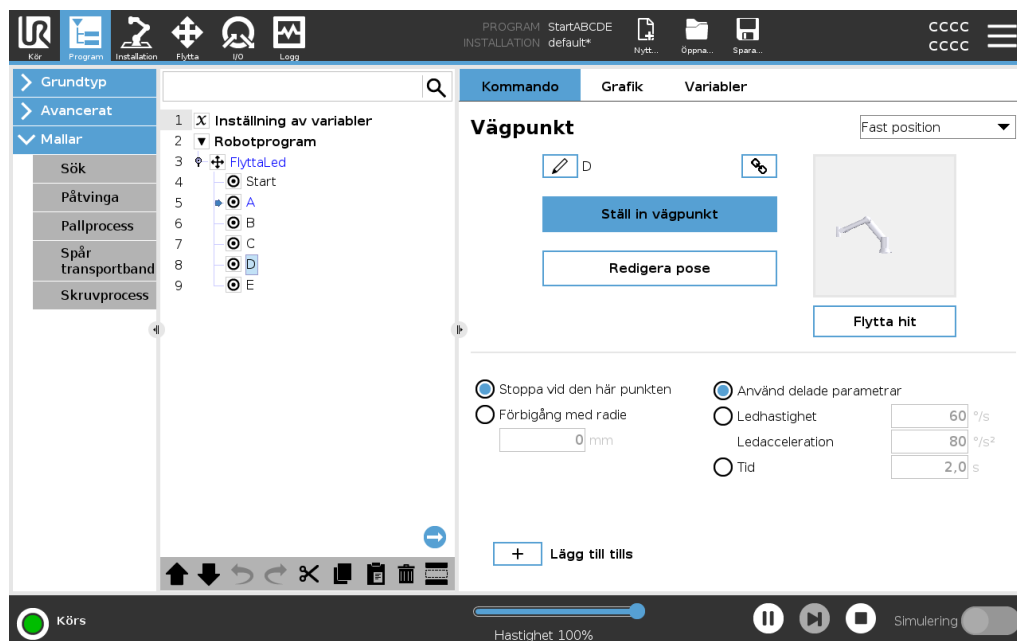 PROGRAM StartABCDE
INSTALLATION default*
cccc
cccc
Kör
Program
Installation
Flytta
I/O
Logg
Nytt...
Öppna...
Spara...
Grundtyp
Avancerat
Mallar
Sök
Påtvinga
Pallprocess
Spår
transportband
Skruvprocess
1 x Inställning av variabler
2 Robotprogram
3 FlyttaLed
4 Start
5 A
6 B
7 C
8 D
9 E
Kommando Grafik Variabler
Vägpunkt
Fast position
D
Ställ in vägpunkt
Redigera pose
Flytta hit
Stoppa vid den här punkten
Förbigång med radie
0 mm
Använd delade parametrar
Ledhastighet 60 °/s
Ledacceleration 80 °/s²
Tid 2,0 s
+ Lägg till tills
Körs
Hastighet 100%
Simulering